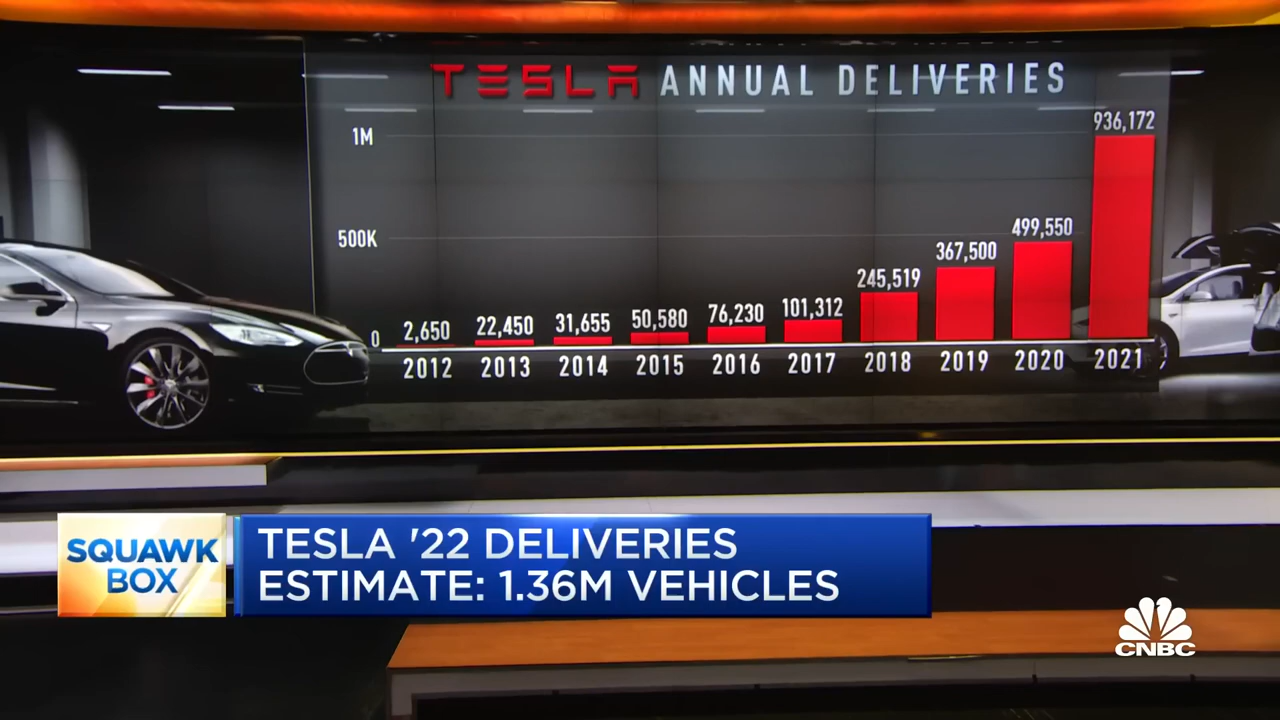 TESLA ANNUAL DELIVERIES
1M
500K
0
2,650
22,450
31,655
50,580
76,230
101,312
245,519
367,500
499,550
936,172
2012 2013 2014 2015 2016 2017 2018 2019 2020 2021
SQUAWK
BOX
TESLA '22 DELIVERIES
ESTIMATE: 1.36M VEHICLES
CNBC